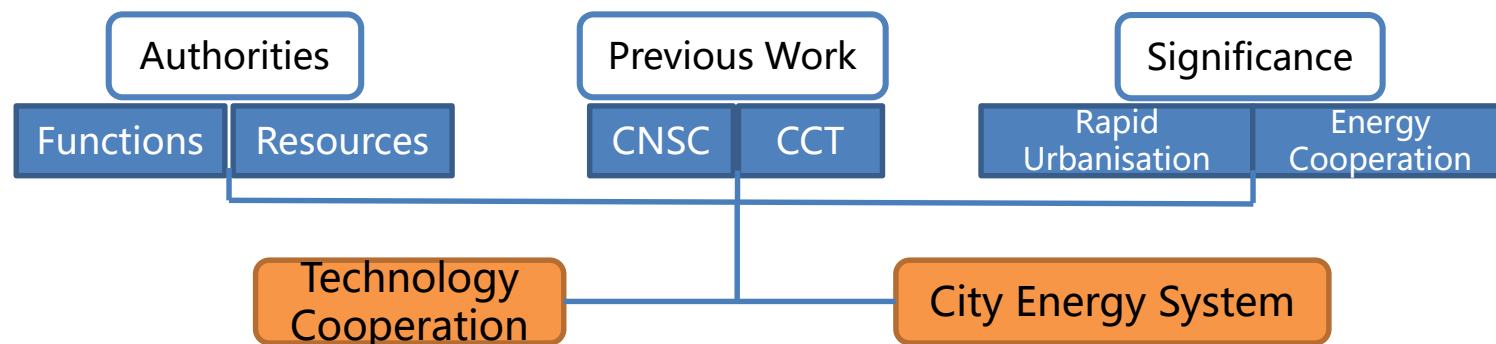 Authorities
Previous Work
Significance
Functions
Resources
CNSC
CCT
Rapid
Urbanisation
Energy
Cooperation
Technology
Cooperation
City Energy System